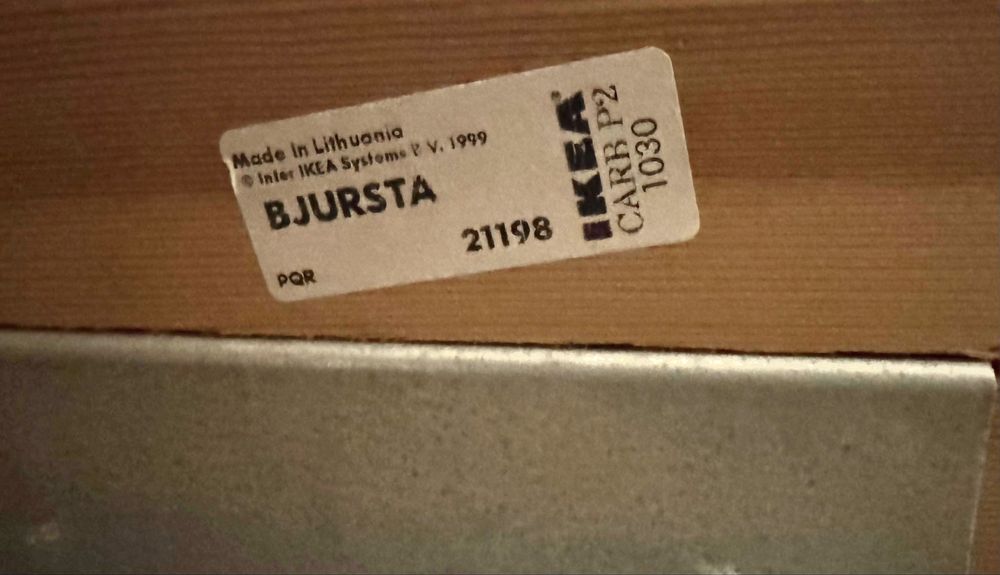 Made in Lithuania
© Inter IKEA Systems B.V. 1999
BJURSTA
21198
PQR
IKEA®
CARB P2
1030